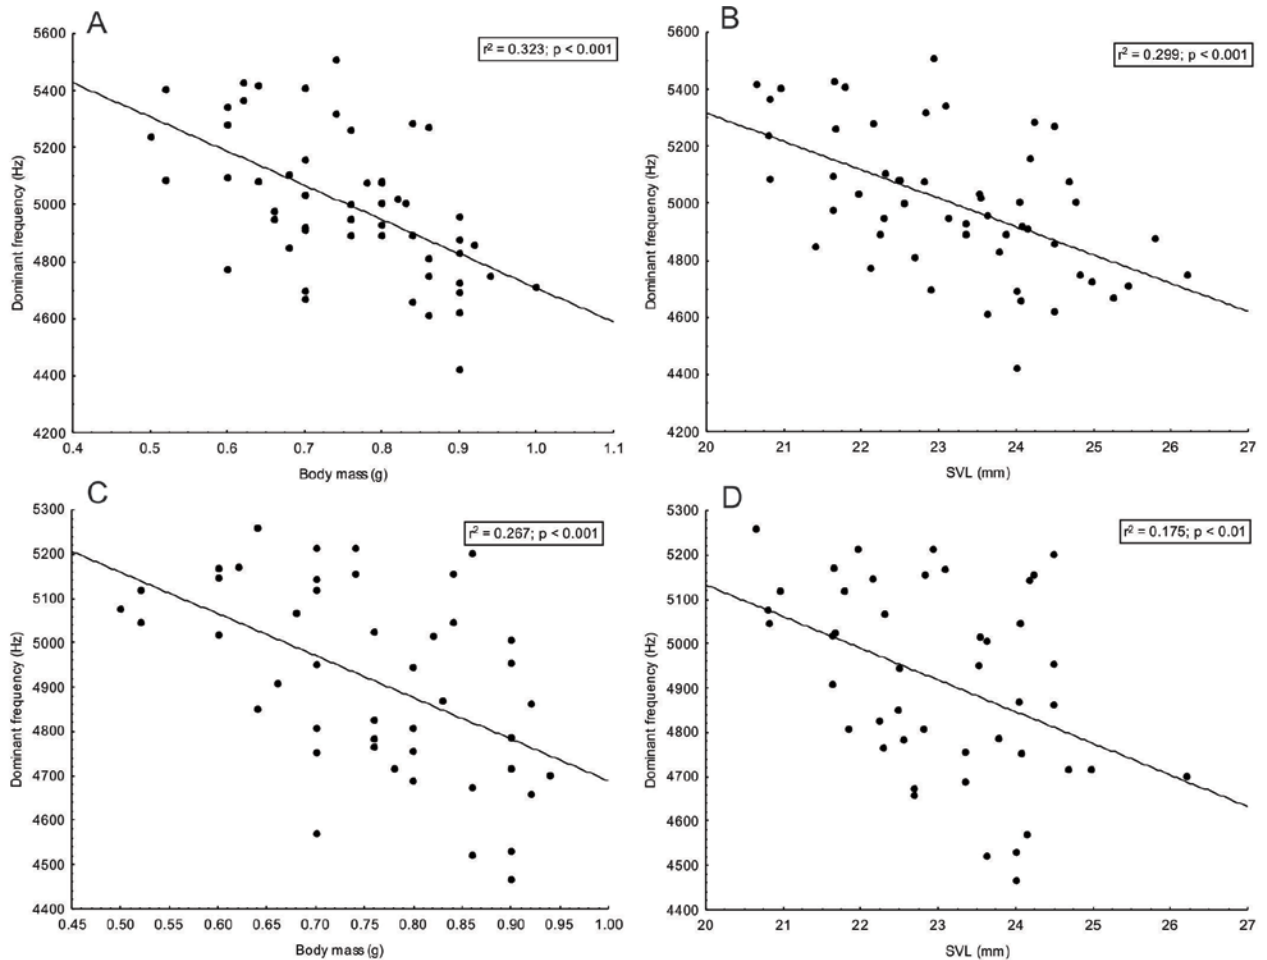 A
r² = 0.323; p < 0.001
5600
5400
5200
5000
4800
4600
4400
4200
Dominant frequency (Hz)
0.4 0.5 0.6 0.7 0.8 0.9 1.0 1.1
Body mass (g)
B
r² = 0.299; p < 0.001
5600
5400
5200
5000
4800
4600
4400
4200
Dominant frequency (Hz)
20 21 22 23 24 25 26 27
SVL (mm)
C
r² = 0.267; p < 0.001
5300
5200
5100
5000
4900
4800
4700
4600
4500
4400
Dominant frequency (Hz)
0.45 0.50 0.55 0.60 0.65 0.70 0.75 0.80 0.85 0.90 0.95 1.00
Body mass (g)
D
r² = 0.175; p < 0.01
5300
5200
5100
5000
4900
4800
4700
4600
4500
4400
Dominant frequency (Hz)
20 21 22 23 24 25 26 27
SVL (mm)